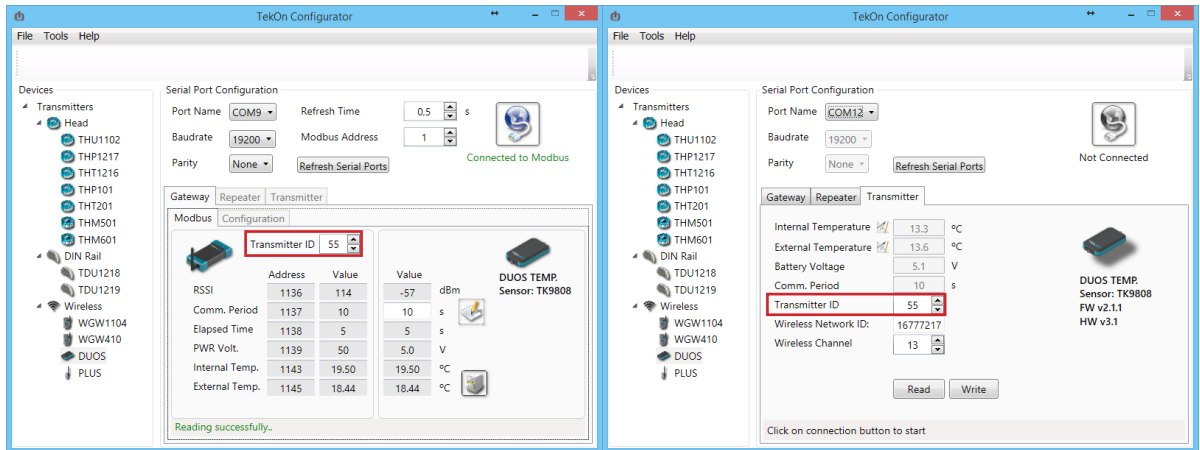 TekOn Configurator
File Tools Help
Devices
Transmitters
Head
THU1102
THP1217
THT1216
THP101
THT201
THM501
THM601
DIN Rail
TDU1218
TDU1219
Wireless
WGW1104
WGW410
DUOS
PLUS
Serial Port Configuration
Port Name COM9 Refresh Time 0,5 s
Baudrate 19200 Modbus Address 1
Parity None Refresh Serial Ports
Connected to Modbus
Gateway Repeater Transmitter
Modbus Configuration
Transmitter ID 55
Address Value Value
RSSI 1136 114 -57 dBm
Comm. Period 1137 10 10 s
Elapsed Time 1138 5 5 s
PWR Volt. 1139 50 5.0 V
Internal Temp. 1143 19.50 19.50 ºC
External Temp. 1145 18.44 18.44 ºC
DUOS TEMP.
Sensor: TK9808
Reading successfully..
TekOn Configurator
File Tools Help
Devices
Transmitters
Head
THU1102
THP1217
THT1216
THP101
THT201
THM501
THM601
DIN Rail
TDU1218
TDU1219
Wireless
WGW1104
WGW410
DUOS
PLUS
Serial Port Configuration
Port Name COM12
Baudrate 19200
Parity None Refresh Serial Ports
Not Connected
Gateway Repeater Transmitter
Internal Temperature 13.3 ºC
External Temperature 13.6 ºC
Battery Voltage 5.1 V
Comm. Period 10 s
Transmitter ID 55
Wireless Network ID: 16777217
Wireless Channel 13
DUOS TEMP.
Sensor: TK9808
FW v2.1.1
HW v3.1
Read Write
Click on connection button to start